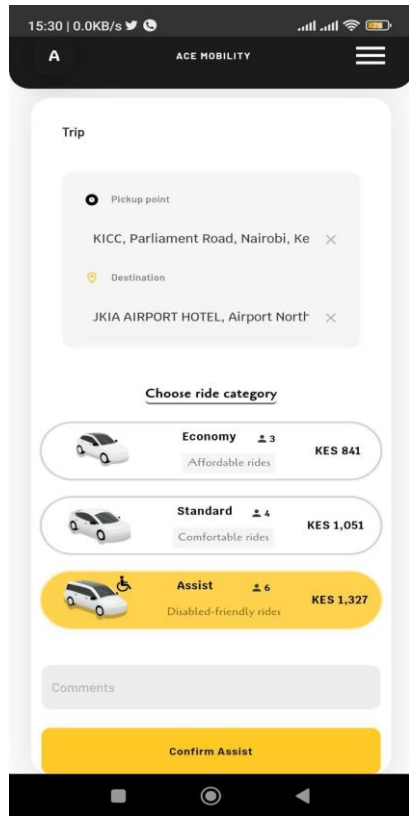 15:30 | 0.0KB/s
A ACE MOBILITY
Trip
Pickup point
KICC, Parliament Road, Nairobi, Ke
Destination
JKIA AIRPORT HOTEL, Airport North
Choose ride category
Economy 3
Affordable rides
KES 841
Standard 4
Comfortable rides
KES 1,051
Assist 6
Disabled-friendly rides
KES 1,327
Comments
Confirm Assist